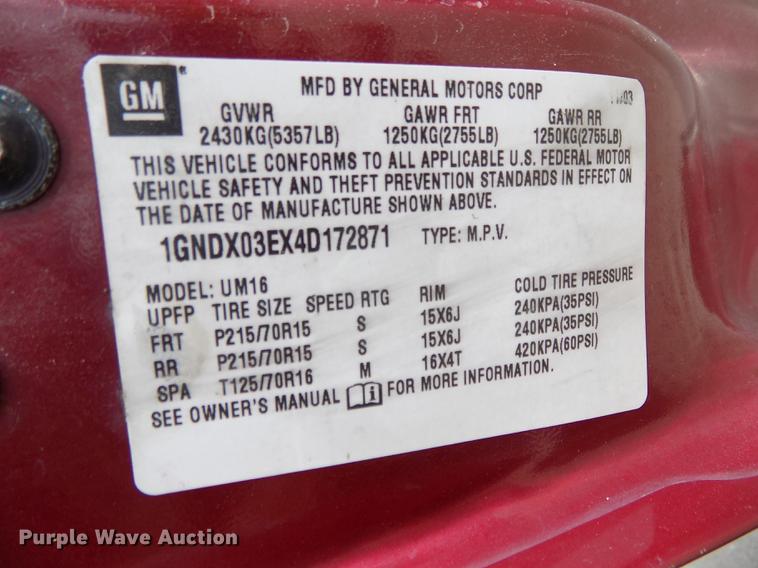 GM
MFD BY GENERAL MOTORS CORP
GVWR GAWR FRT GAWR RR
2430KG(5357LB) 1250KG(2755LB) 1250KG(2755LB)
THIS VEHICLE CONFORMS TO ALL APPLICABLE U.S. FEDERAL MOTOR
VEHICLE SAFETY AND THEFT PREVENTION STANDARDS IN EFFECT ON
THE DATE OF MANUFACTURE SHOWN ABOVE.
1GNDX03EX4D172871 TYPE: M.P.V.
MODEL: UM16
UPFP TIRE SIZE SPEED RTG RIM COLD TIRE PRESSURE
FRT P215/70R15 S 15X6J 240KPA(35PSI)
RR P215/70R15 S 15X6J 240KPA(35PSI)
SPA T125/70R16 M 16X4T 420KPA(60PSI)
SEE OWNER'S MANUAL FOR MORE INFORMATION.
Purple Wave Auction